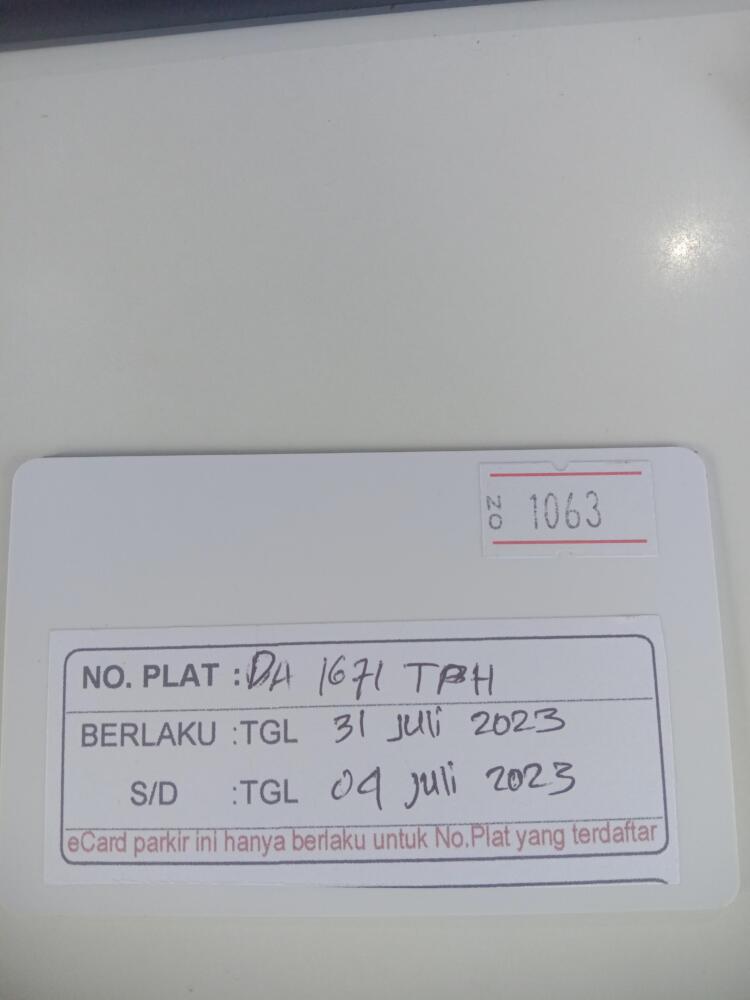 NO 1063
NO. PLAT : DA 1671 TPH
BERLAKU : TGL 31 juli 2023
S/D : TGL 04 juli 2023
eCard parkir ini hanya berlaku untuk No.Plat yang terdaftar